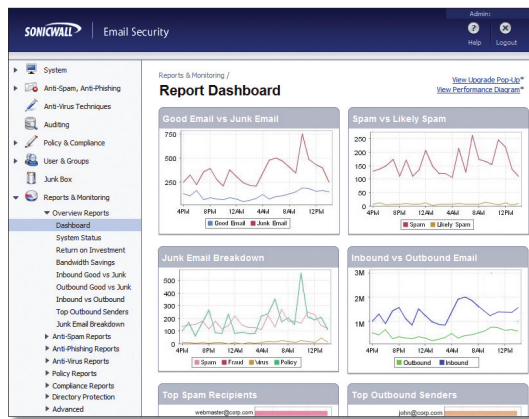 Admin:
SONICWALL Email Security
Help Logout
System
Anti-Spam, Anti-Phishing
Anti-Virus Techniques
Auditing
Policy & Compliance
User & Groups
Junk Box
Reports & Monitoring
Overview Reports
Dashboard
System Status
Return on Investment
Bandwidth Savings
Inbound Good vs Junk
Outbound Good vs Junk
Inbound vs Outbound
Top Outbound Senders
Junk Email Breakdown
Anti-Spam Reports
Anti-Phishing Reports
Anti-Virus Reports
Policy Reports
Compliance Reports
Directory Protection
Advanced
Reports & Monitoring /
Report Dashboard
View Upgrade Pop-Up*
View Performance Diagram*
Good Email vs Junk Email
750
500
250
4PM 8PM 12AM 4AM 8AM 12PM
Good Email Junk Email
Spam vs Likely Spam
200
250
100
50
0
4PM 8PM 12AM 4AM 8AM 12PM
Spam Likely Spam
Junk Email Breakdown
500
400
300
200
100
0
4PM 8PM 12AM 4AM 8AM 12PM
Spam Fraud Virus Policy
Inbound vs Outbound Email
3M
2M
1M
4PM 8PM 12AM 4AM 8AM 12PM
Outbound Inbound
Top Spam Recipients
webmaster@corp.com
Top Outbound Senders
john@corp.com